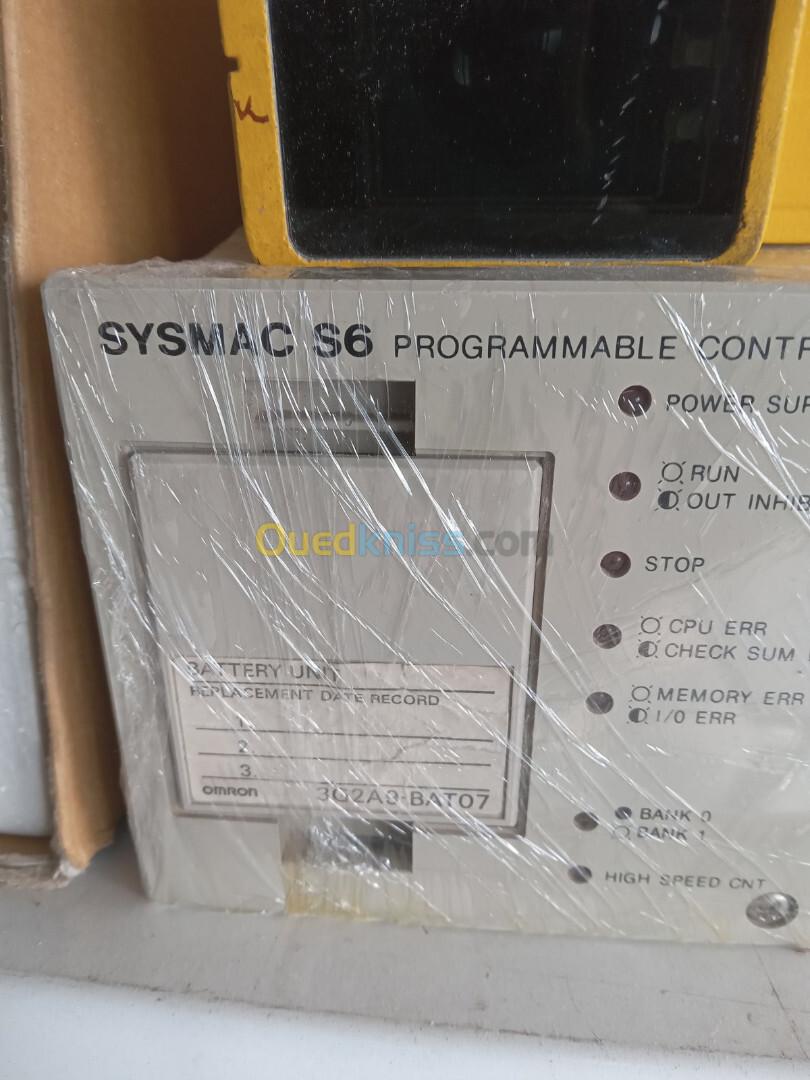 SYSMAC S6 PROGRAMMABLE CONTR
POWER SUP
RUN
OUT INHIB
STOP
CPU ERR
CHECK SUM
MEMORY ERR
I/O ERR
BANK 0
BANK 1
HIGH SPEED CNT
Ouedkniss.com
BATTERY UNIT
REPLACEMENT DATE RECORD
1.
2.
3.
omron 3G2A9-BAT07